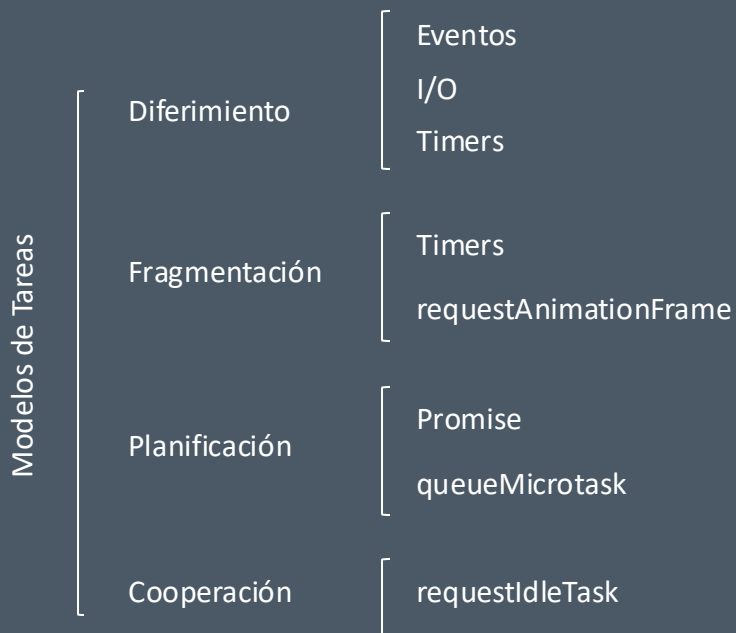 Modelos de Tareas
Diferimiento
Eventos
I/O
Timers
Fragmentación
Timers
requestAnimationFrame
Planificación
Promise
queueMicrotask
Cooperación
requestIdleTask